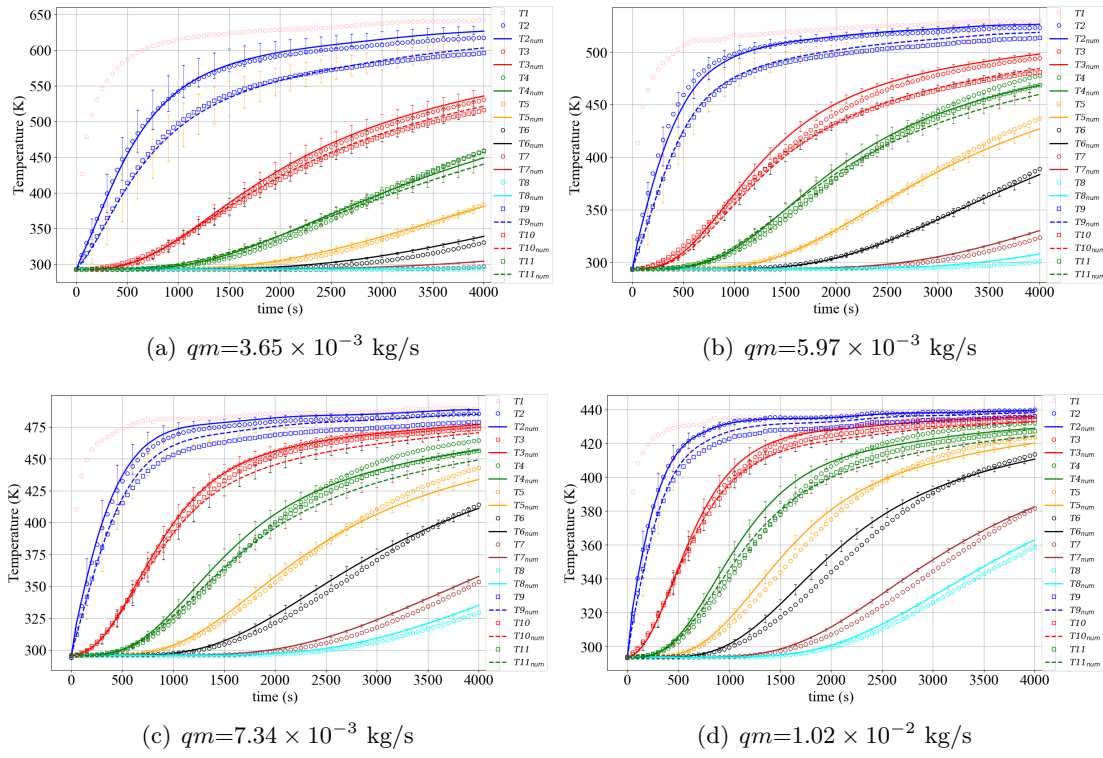 Temperature (K)
650
600
550
500
450
400
350
300
0 500 1000 1500 2000 2500 3000 3500 4000
time (s)
T1
T2
T2num
T3
T3num
T4
T4num
T5
T5num
T6
T6num
T7
T7num
T8
T8num
T9
T9num
T10
T10num
T11
T11num
(a) qm=3.65 × 10⁻³ kg/s
Temperature (K)
500
450
400
350
300
0 500 1000 1500 2000 2500 3000 3500 4000
time (s)
T1
T2
T2num
T3
T3num
T4
T4num
T5
T5num
T6
T6num
T7
T7num
T8
T8num
T9
T9num
T10
T10num
T11
T11num
(b) qm=5.97 × 10⁻³ kg/s
Temperature (K)
475
450
425
400
375
350
325
300
0 500 1000 1500 2000 2500 3000 3500 4000
time (s)
T1
T2
T2num
T3
T3num
T4
T4num
T5
T5num
T6
T6num
T7
T7num
T8
T8num
T9
T9num
T10
T10num
T11
T11num
(c) qm=7.34 × 10⁻³ kg/s
Temperature (K)
440
420
400
380
360
340
320
300
0 500 1000 1500 2000 2500 3000 3500 4000
time (s)
T1
T2
T2num
T3
T3num
T4
T4num
T5
T5num
T6
T6num
T7
T7num
T8
T8num
T9
T9num
T10
T10num
T11
T11num
(d) qm=1.02 × 10⁻² kg/s